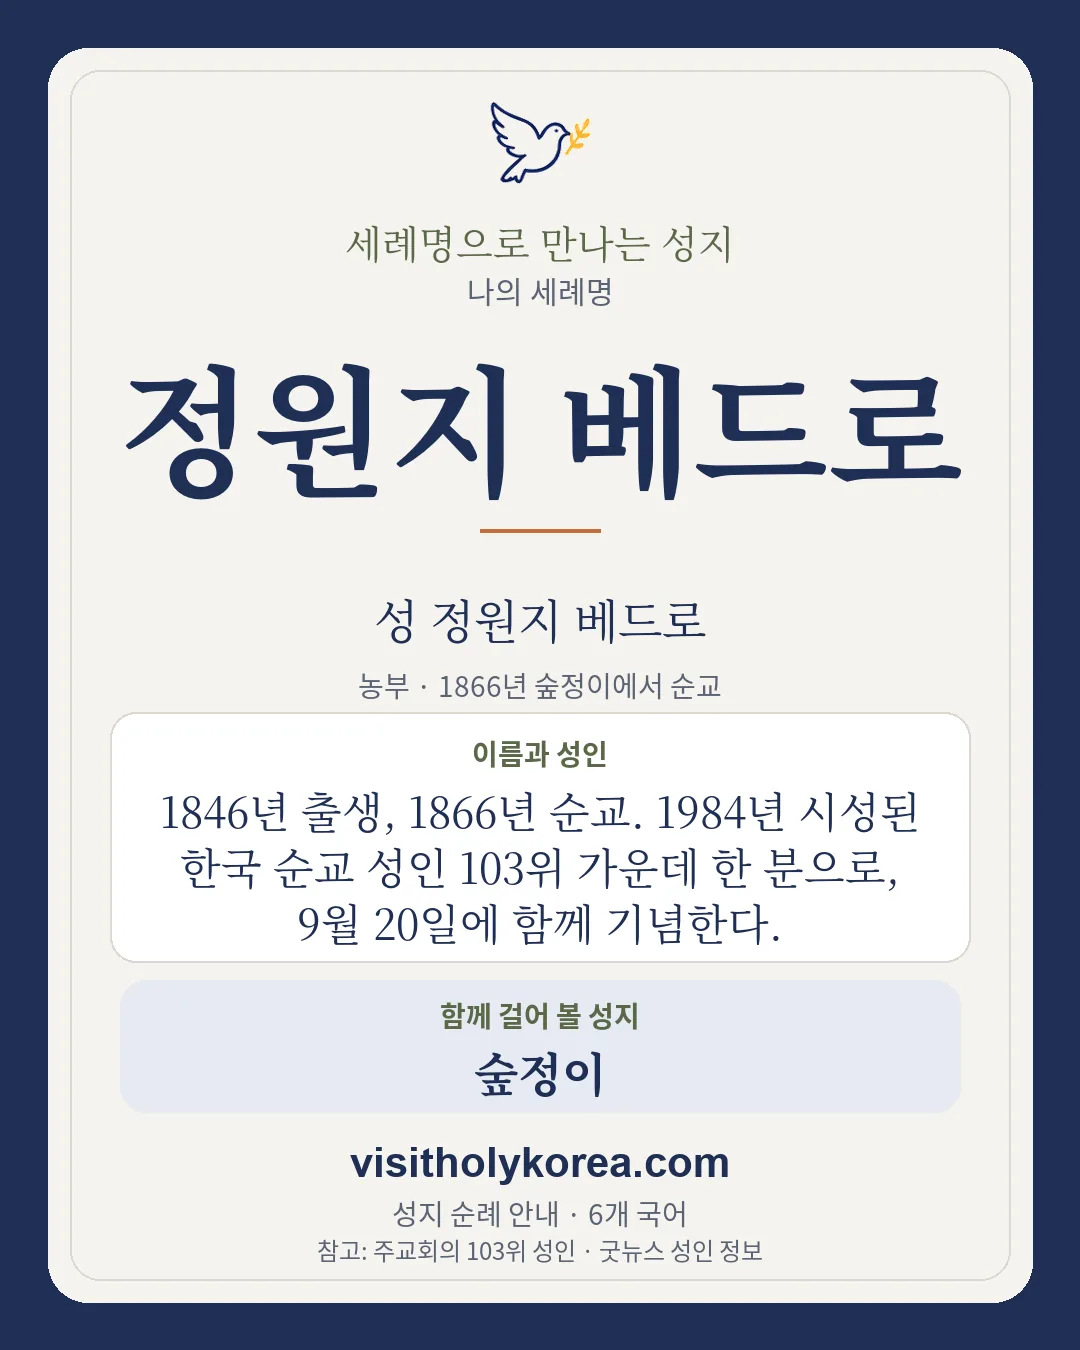 세례명으로 만나는 성지
나의 세례명
정원지 베드로
성 정원지 베드로
농부 · 1866년 숲정이에서 순교
이름과 성인
1846년 출생, 1866년 순교. 1984년 시성된
한국 순교 성인 103위 가운데 한 분으로,
9월 20일에 함께 기념한다.
함께 걸어 볼 성지
숲정이
visitholykorea.com
성지 순례 안내 · 6개 국어
참고: 주교회의 103위 성인 · 굿뉴스 성인 정보